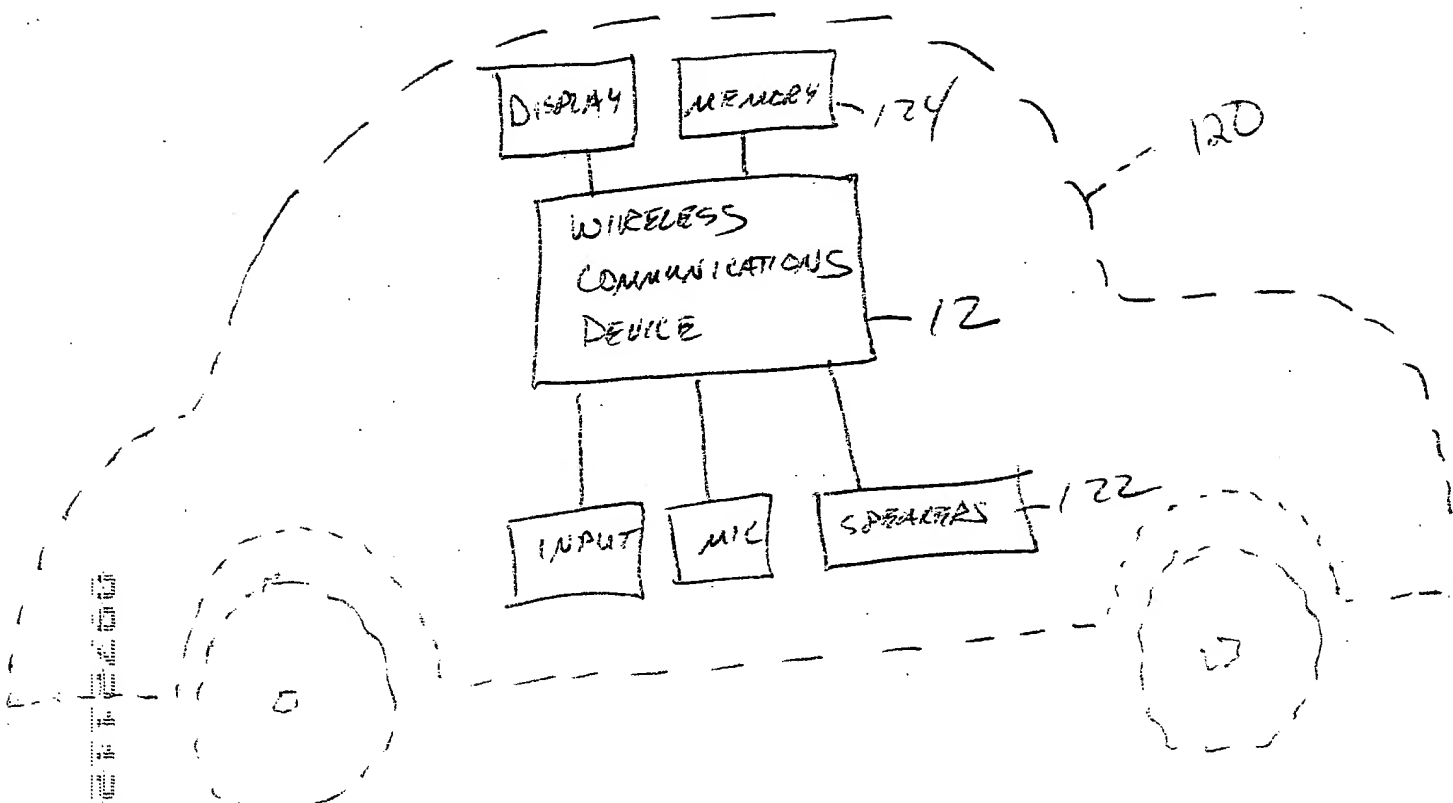 DISPLAY
MEMORY
124
120
WIRELESS
COMMUNICATIONS
DEVICE
12
INPUT
MIC
SPEAKERS
122